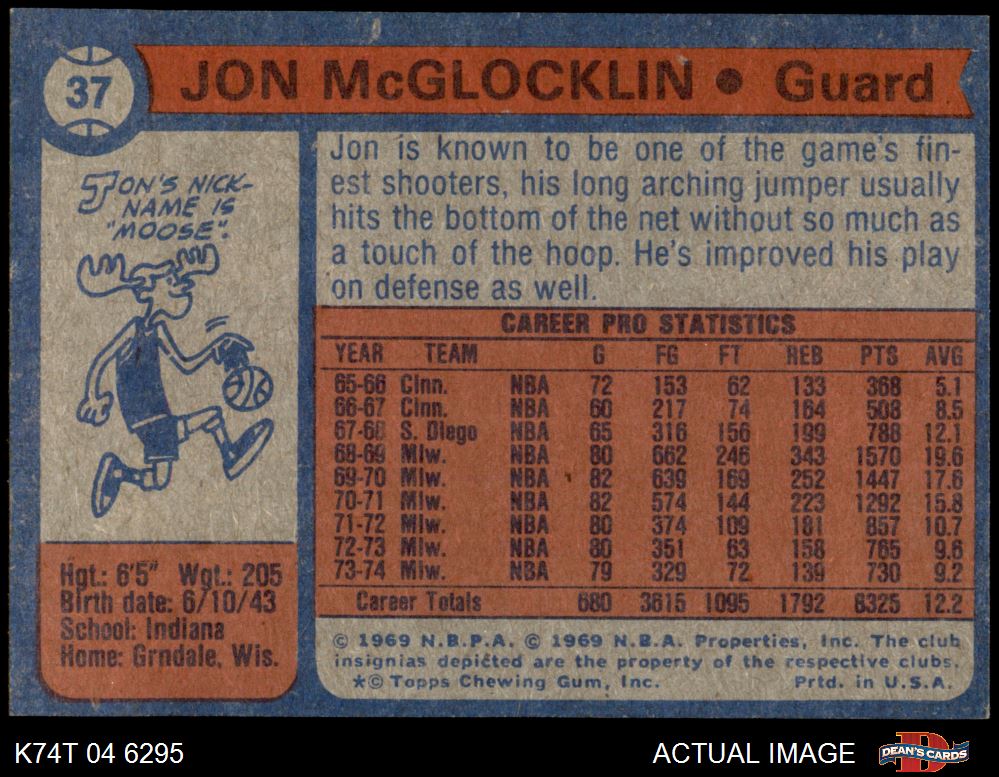 37
JON McGLOCKLIN ● Guard
JON'S NICK-
NAME IS
"MOOSE".
Jon is known to be one of the game's fin-
est shooters, his long arching jumper usually
hits the bottom of the net without so much as
a touch of the hoop. He's improved his play
on defense as well.
CAREER PRO STATISTICS
YEAR TEAM G FG FT REB PTS AVG
65-66 Cinn. NBA 72 153 62 133 368 5.1
66-67 Cinn. NBA 60 217 74 164 508 8.5
67-68 S. Diego NBA 65 316 156 199 788 12.1
68-69 Miw. NBA 80 662 246 343 1570 19.6
69-70 Miw. NBA 82 639 169 252 1447 17.6
70-71 Miw. NBA 82 574 144 223 1292 15.8
71-72 Miw. NBA 80 374 109 181 857 10.7
72-73 Miw. NBA 80 351 63 158 765 9.6
73-74 Miw. NBA 79 329 72 139 730 9.2
Career Totals 680 3615 1095 1792 8325 12.2
Hgt.: 6'5" Wgt.: 205
Birth date: 6/10/43
School: Indiana
Home: Grndale, Wis.
© 1969 N.B.P.A. © 1969 N.B.A. Properties, Inc. The club
insignias depicted are the property of the respective clubs.
*© Topps Chewing Gum, Inc. Prtd. in U.S.A.
K74T 04 6295 ACTUAL IMAGE DEAN'S CARDS